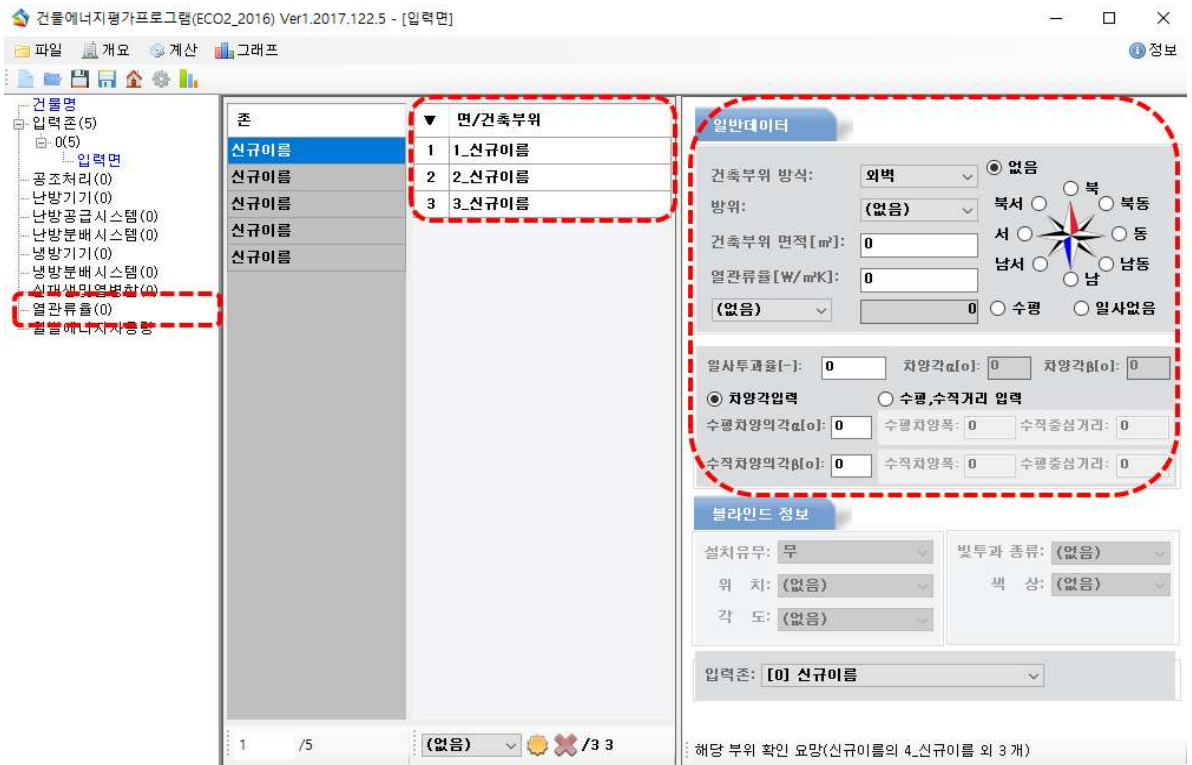 건물에너지평가프로그램(ECO2_2016) Ver1.2017.122.5 - [입력면]
파일 개요 계산 그래프 정보
건물명
입력존(5)
0(5)
입력면
공조처리(0)
난방기기(0)
난방공급시스템(0)
난방분배시스템(0)
냉방기기(0)
냉방분배시스템(0)
신재생및열병합(0)
열관류율(0)
월별에너지사용량
존
신규이름
신규이름
신규이름
신규이름
신규이름
1 /5
▼ 면/건축부위
1 1_신규이름
2 2_신규이름
3 3_신규이름
(없음) /3 3
일반데이터
건축부위 방식: 외벽
방위: (없음)
건축부위 면적[㎡]: 0
열관류율[W/㎡K]: 0
(없음) 0
없음
북
북서 북동
서 동
남서 남동
남
수평 일사없음
일사투과율[-]: 0 차양각α[o]: 0 차양각β[o]: 0
차양각입력 수평,수직거리 입력
수평차양의각α[o]: 0 수평차양폭: 0 수직중심거리: 0
수직차양의각β[o]: 0 수직차양폭: 0 수평중심거리: 0
블라인드 정보
설치유무: 무 빛투과 종류: (없음)
위 치: (없음) 색 상: (없음)
각 도: (없음)
입력존: [0] 신규이름
해당 부위 확인 요망(신규이름의 4_신규이름 외 3개)